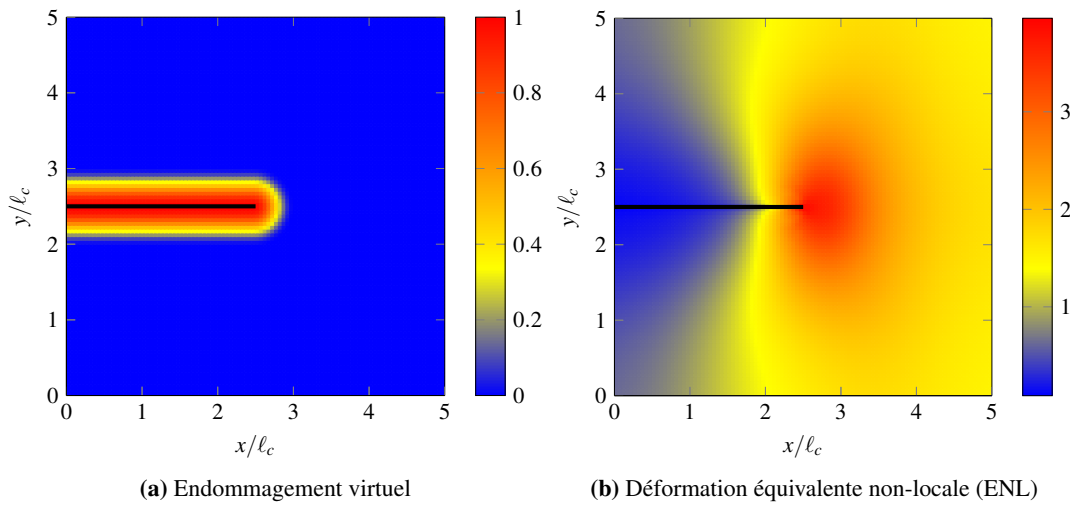 5
4
3
2
1
0
0 1 2 3 4 5
y/ℓc
x/ℓc
1
0.8
0.6
0.4
0.2
0
(a) Endommagement virtuel
5
4
3
2
1
0
0 1 2 3 4 5
y/ℓc
x/ℓc
3
2
1
(b) Déformation équivalente non-locale (ENL)